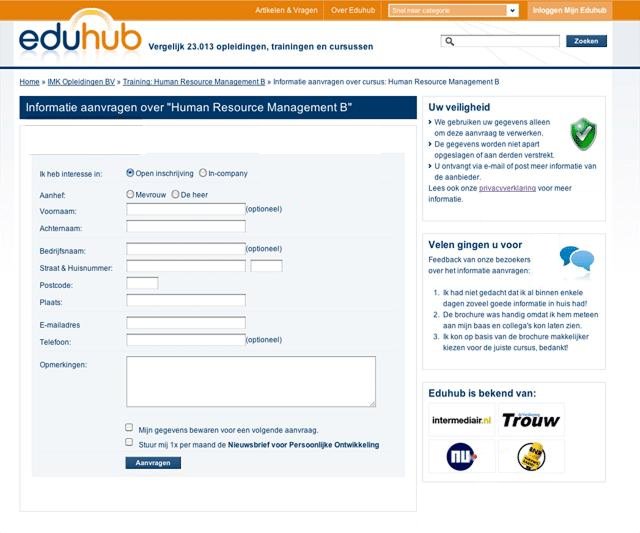 Artikelen & Vragen
Over Eduhub
Snel naar categorie
Inloggen Mijn Eduhub
eduhub
Vergelijk 23.013 opleidingen, trainingen en cursussen
Zoeken
Home » IMK Opleidingen BV » Training: Human Resource Management B » Informatie aanvragen over cursus: Human Resource Management B
Informatie aanvragen over "Human Resource Management B"
Ik heb interesse in: Open inschrijving In-company
Aanhef: Mevrouw De heer
Voornaam: (optioneel)
Achternaam:
Bedrijfsnaam: (optioneel)
Straat & Huisnummer:
Postcode:
Plaats:
E-mailadres
Telefoon: (optioneel)
Opmerkingen:
Mijn gegevens bewaren voor een volgende aanvraag.
Stuur mij 1x per maand de Nieuwsbrief voor Persoonlijke Ontwikkeling
Aanvragen
Uw veiligheid
We gebruiken uw gegevens alleen
om deze aanvraag te verwerken.
De gegevens worden niet apart
opgeslagen of aan derden verstrekt.
U ontvangt via e-mail of post meer informatie van
de aanbieder.
Lees ook onze privacyverklaring voor meer
informatie.
Velen gingen u voor
Feedback van onze bezoekers
over het informatie aanvragen:
1. Ik had niet gedacht dat ik al binnen enkele
dagen zoveel goede informatie in huis had!
2. De brochure was handig omdat ik hem meteen
aan mijn baas en collega's kon laten zien.
3. Ik kon op basis van de brochure makkelijker
kiezen voor de juiste cursus, bedankt!
Eduhub is bekend van:
intermediair.nl
Trouw
nu
BNR